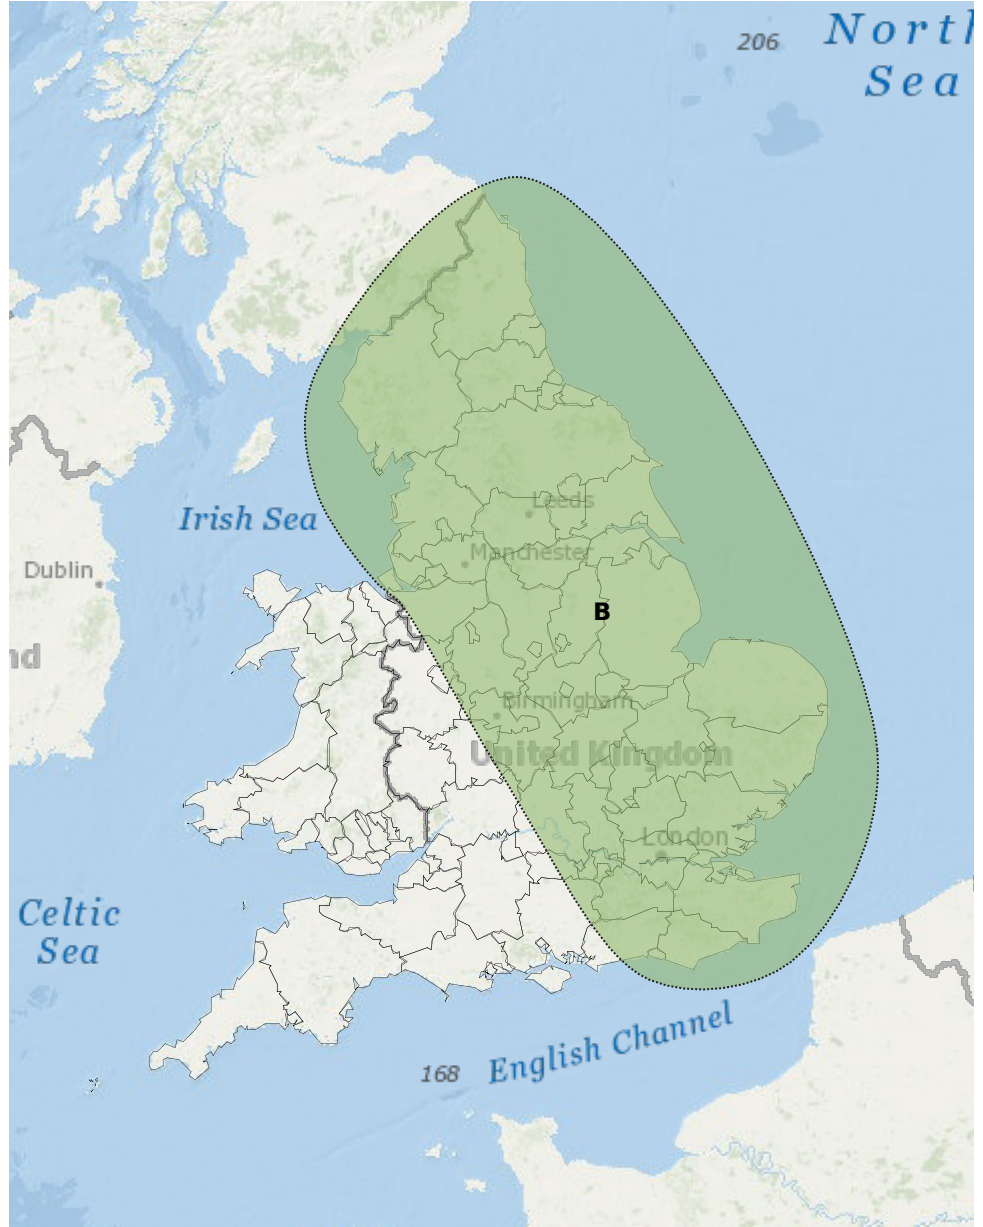 206
North
Sea
Leeds
Irish Sea
Manchester
Dublin
B
nd
Birmingham
United Kingdom
London
Celtic
Sea
English Channel
168